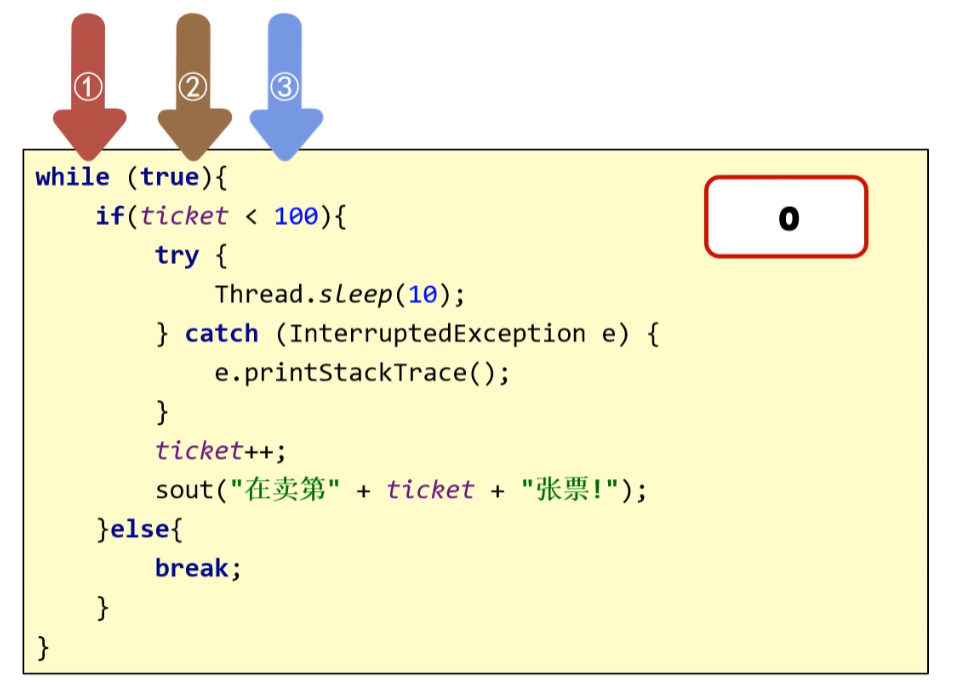 ① ② ③
while (true){
if(ticket < 100){
0
try {
Thread.sleep(10);
} catch (InterruptedException e) {
e.printStackTrace();
}
ticket++;
sout("在卖第" + ticket + "张票!");
}else{
break;
}
}